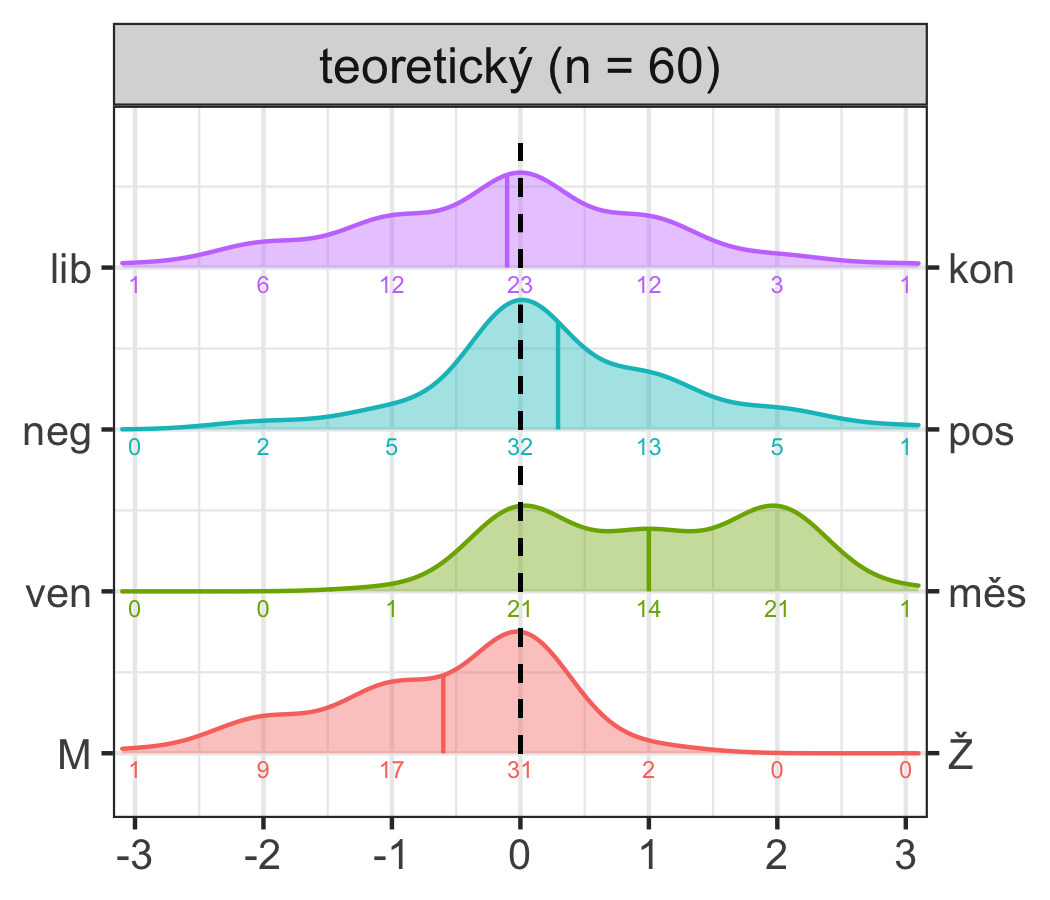 teoretický (n = 60)
lib kon
1 6 12 23 12 3 1
neg pos
0 2 5 32 13 5 1
ven měs
0 0 1 21 14 21 1
M Ž
1 9 17 31 2 0 0
-3 -2 -1 0 1 2 3